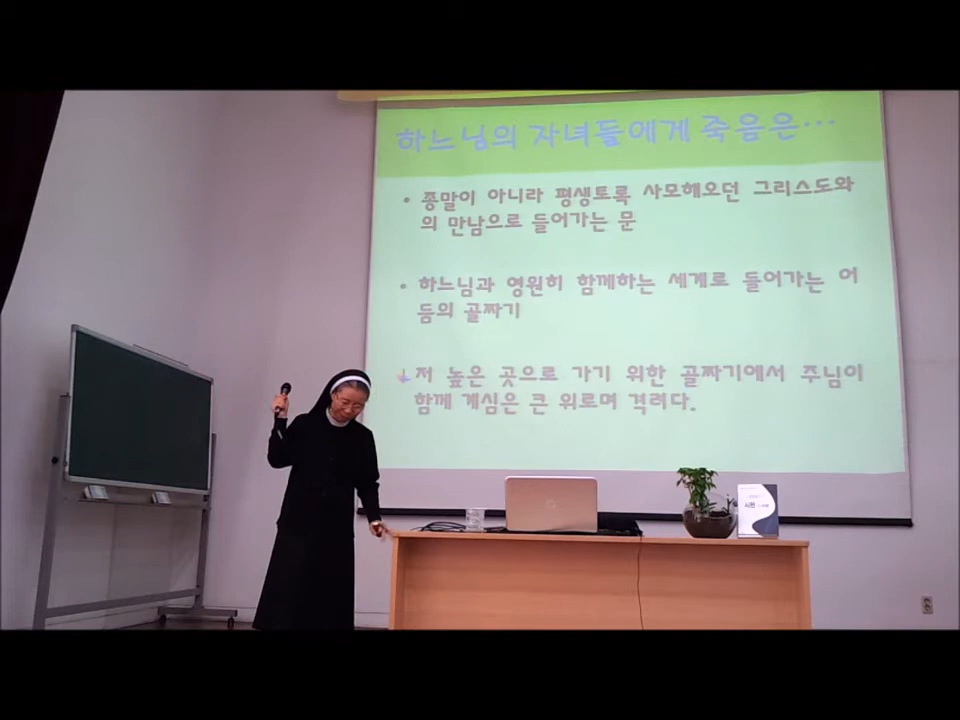 하느님의 자녀들에게 죽음은…
• 종말이 아니라 평생토록 사모해오던 그리스도와
의 만남으로 들어가는 문
• 하느님과 영원히 함께하는 세계로 들어가는 어
둠의 골짜기
저 높은 곳으로 가기 위한 골짜기에서 주님이
함께 계심은 큰 위로며 격려다.
시편